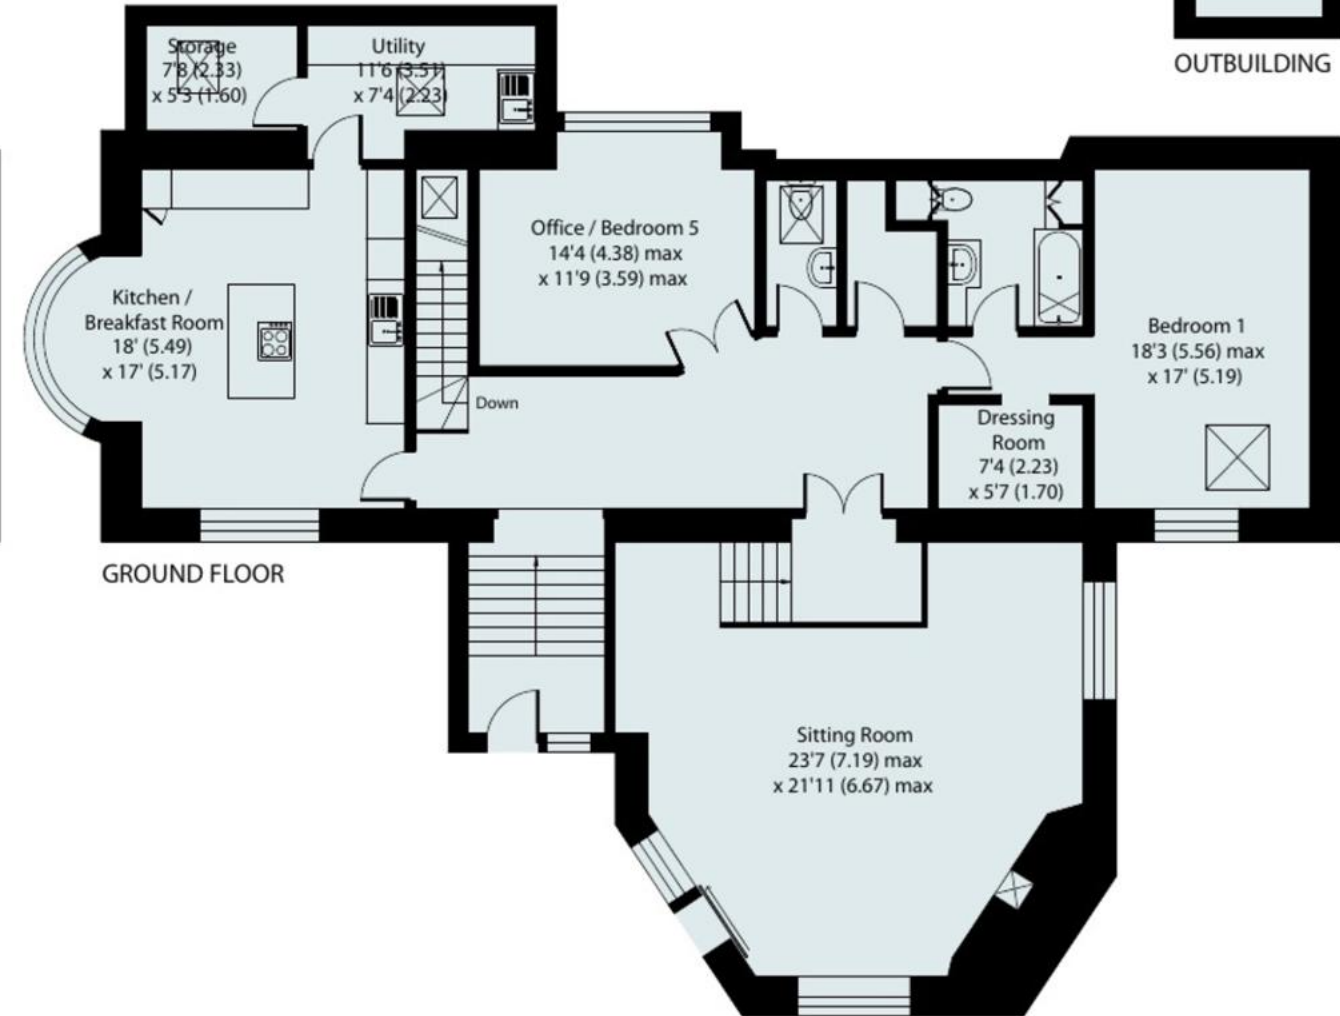 Storage
7'8 (2.33)
x 5'3 (1.60)
Utility
11'6 (3.51)
x 7'4 (2.23)
OUTBUILDING
Office / Bedroom 5
14'4 (4.38) max
x 11'9 (3.59) max
Kitchen /
Breakfast Room
18' (5.49)
x 17' (5.17)
Bedroom 1
18'3 (5.56) max
x 17' (5.19)
Down
Dressing
Room
7'4 (2.23)
x 5'7 (1.70)
GROUND FLOOR
Sitting Room
23'7 (7.19) max
x 21'11 (6.67) max